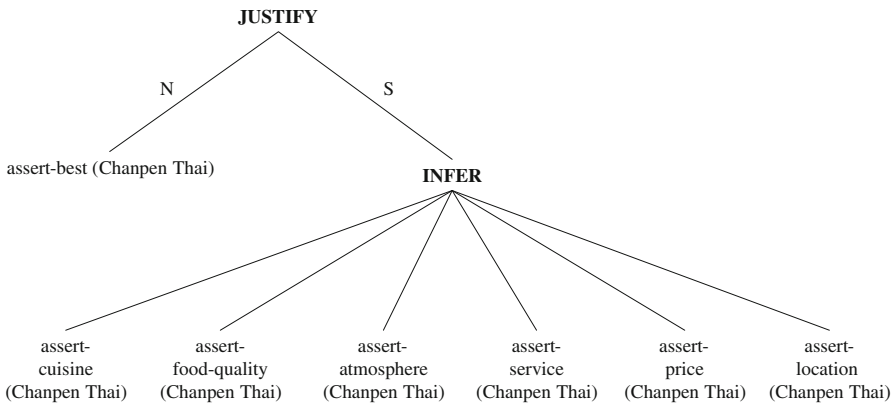 JUSTIFY
N
S
assert-best (Chanpen Thai)
INFER
assert-
cuisine
(Chanpen Thai)
assert-
food-quality
(Chanpen Thai)
assert-
atmosphere
(Chanpen Thai)
assert-
service
(Chanpen Thai)
assert-
price
(Chanpen Thai)
assert-
location
(Chanpen Thai)